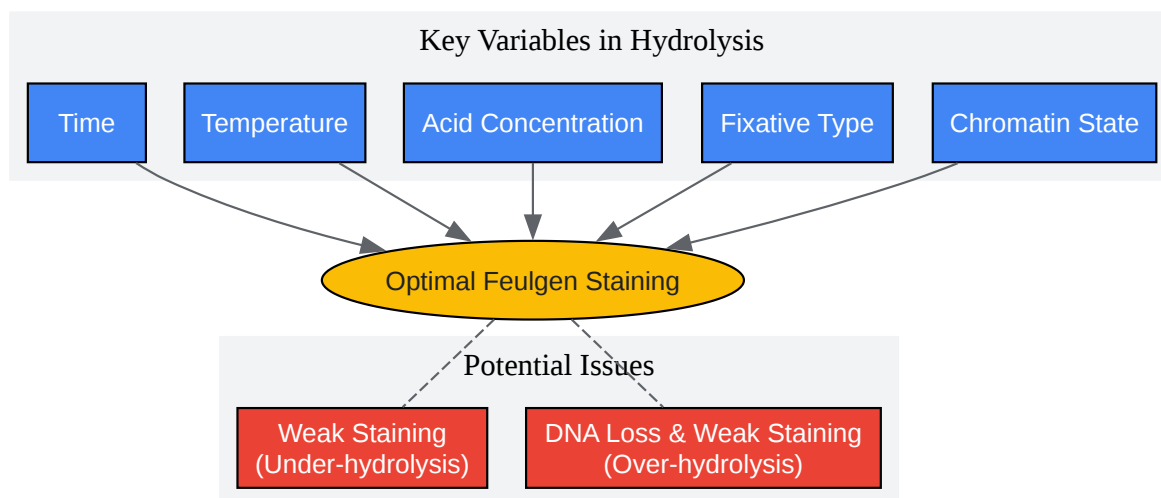 Key Variables in Hydrolysis
Time
Temperature
Acid Concentration
Fixative Type
Chromatin State
Optimal Feulgen Staining
Potential Issues
Weak Staining
(Under-hydrolysis)
DNA Loss & Weak Staining
(Over-hydrolysis)